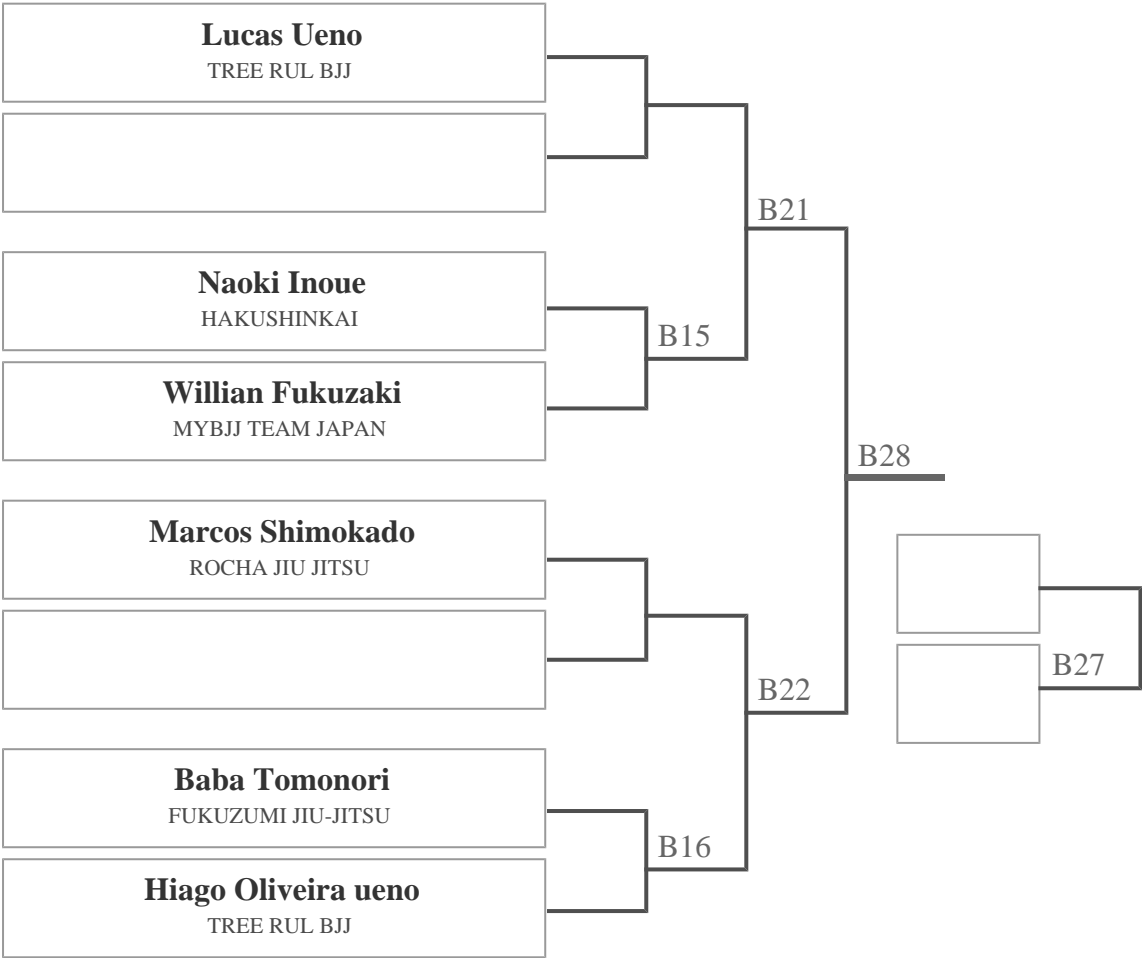 Lucas Ueno
TREE RUL BJJ
B21
Naoki Inoue
HAKUSHINKAI
B15
Willian Fukuzaki
MYBJJ TEAM JAPAN
B28
Marcos Shimokado
ROCHA JIU JITSU
B27
B22
Baba Tomonori
FUKUZUMI JIU-JITSU
B16
Hiago Oliveira ueno
TREE RUL BJJ